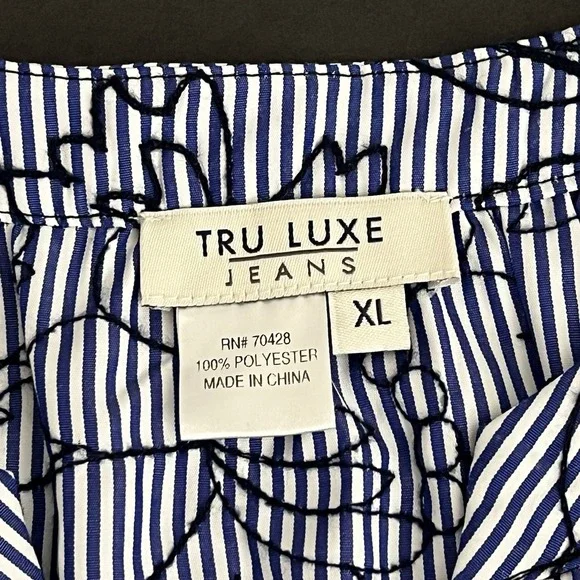 TRU LUXE
JEANS
XL
RN# 70428
100% POLYESTER
MADE IN CHINA